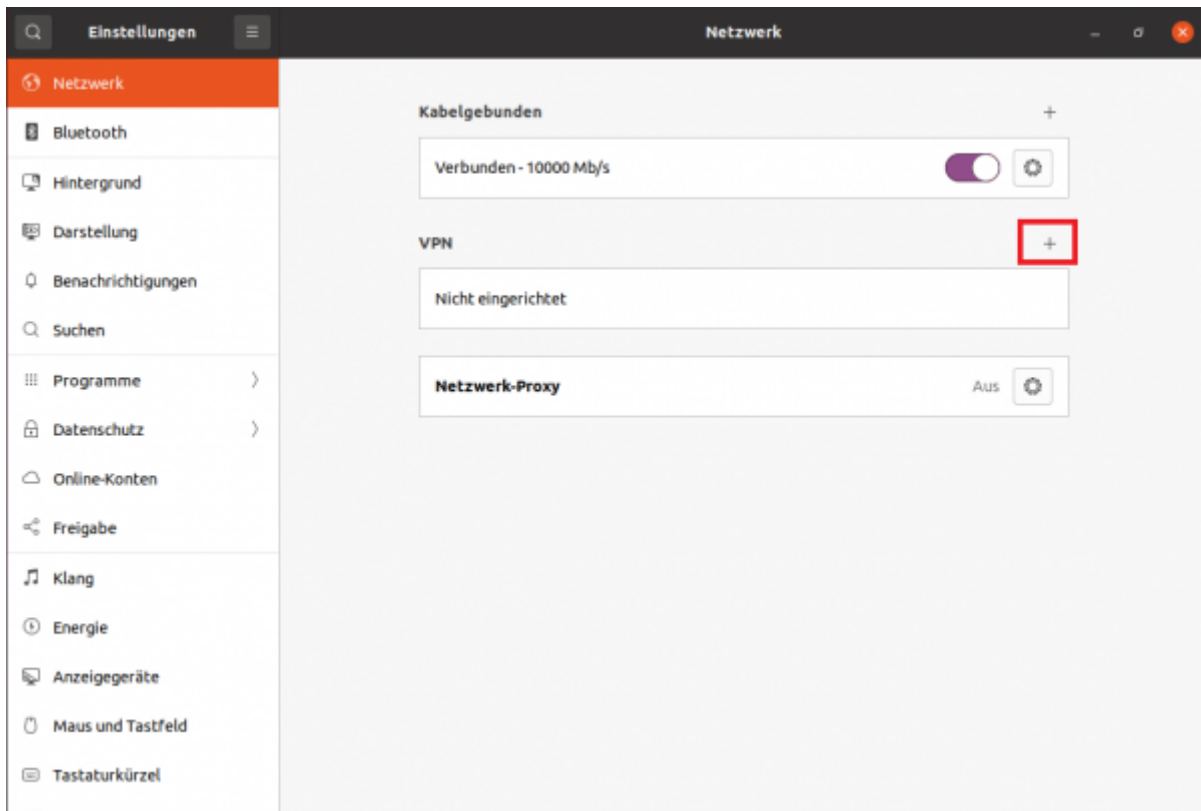 Einstellungen
Netzwerk
Netzwerk
Bluetooth
Hintergrund
Darstellung
Benachrichtigungen
Suchen
Programme
Datenschutz
Online-Konten
Freigabe
Klang
Energie
Anzeigegeräte
Maus und Tastfeld
Tastaturkürzel
Kabelgebunden
Verbunden - 10000 Mb/s
VPN
Nicht eingerichtet
Netzwerk-Proxy Aus